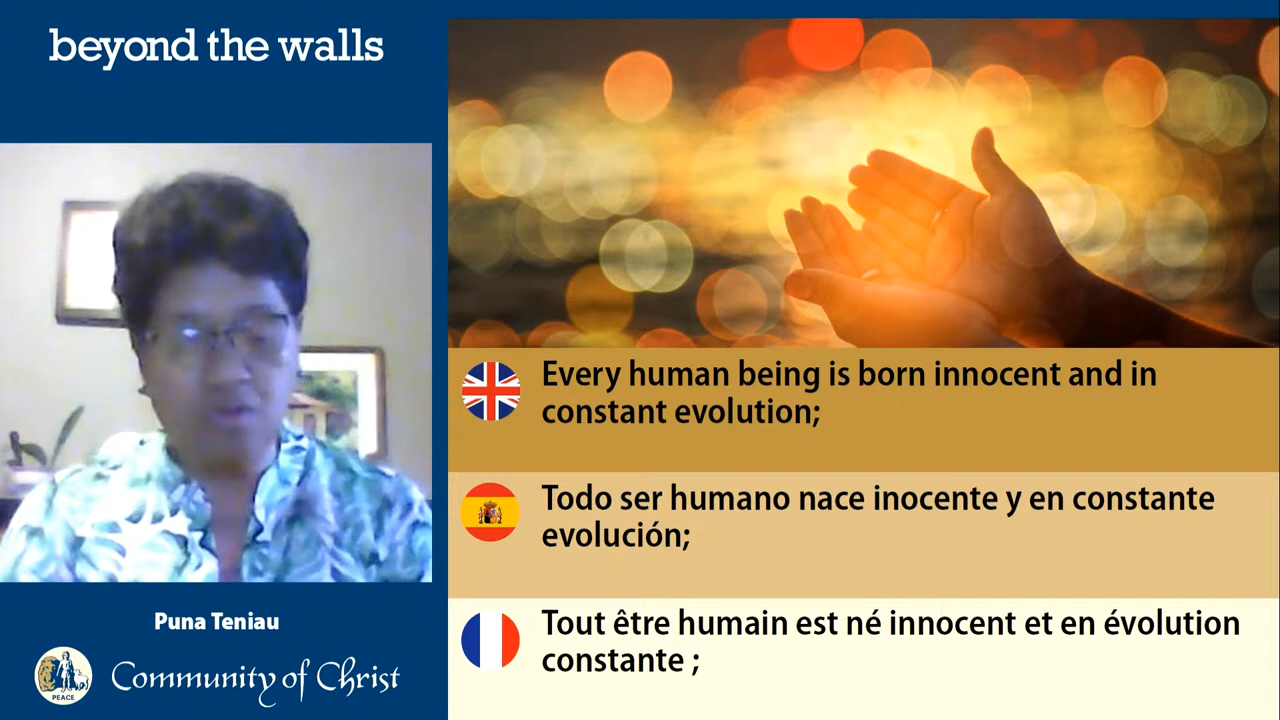 beyond the walls
Every human being is born innocent and in
constant evolution;
Todo ser humano nace inocente y en constante
evolución;
Tout être humain est né innocent et en évolution
constante ;
Puna Teniau
PEACE
Community of Christ